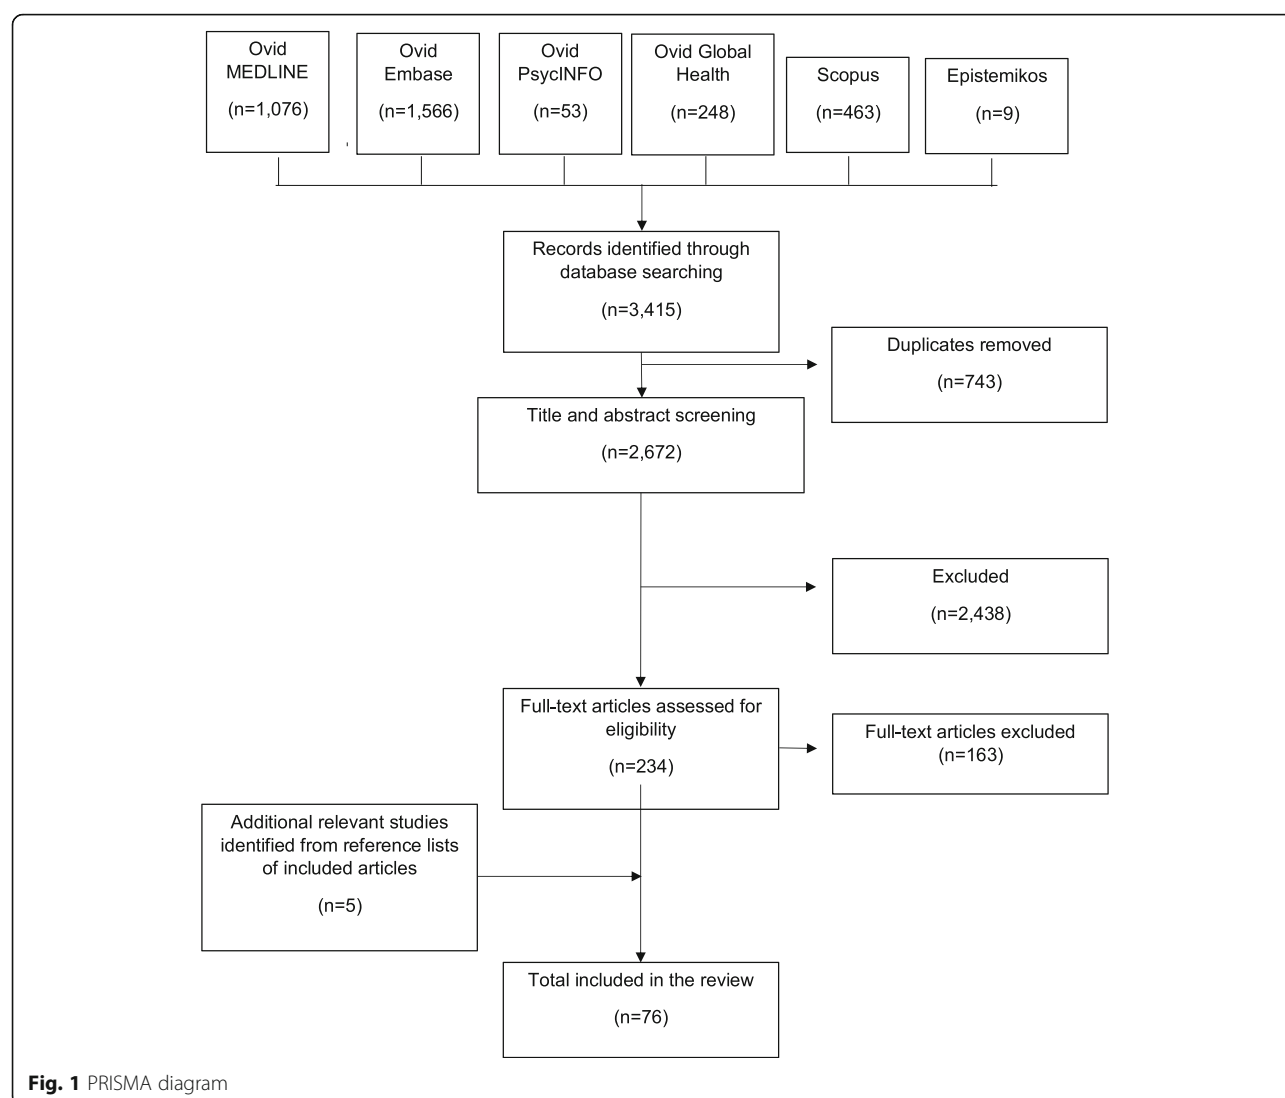 Ovid
MEDLINE
(n=1,076)
Ovid
Embase
(n=1,566)
Ovid
PsycINFO
(n=53)
Ovid Global
Health
(n=248)
Scopus
(n=463)
Epistemikos
(n=9)
Records identified through
database searching
(n=3,415)
Duplicates removed
(n=743)
Title and abstract screening
(n=2,672)
Excluded
(n=2,438)
Full-text articles assessed for
eligibility
(n=234)
Full-text articles excluded
(n=163)
Additional relevant studies
identified from reference lists
of included articles
(n=5)
Total included in the review
(n=76)
Fig. 1 PRISMA diagram